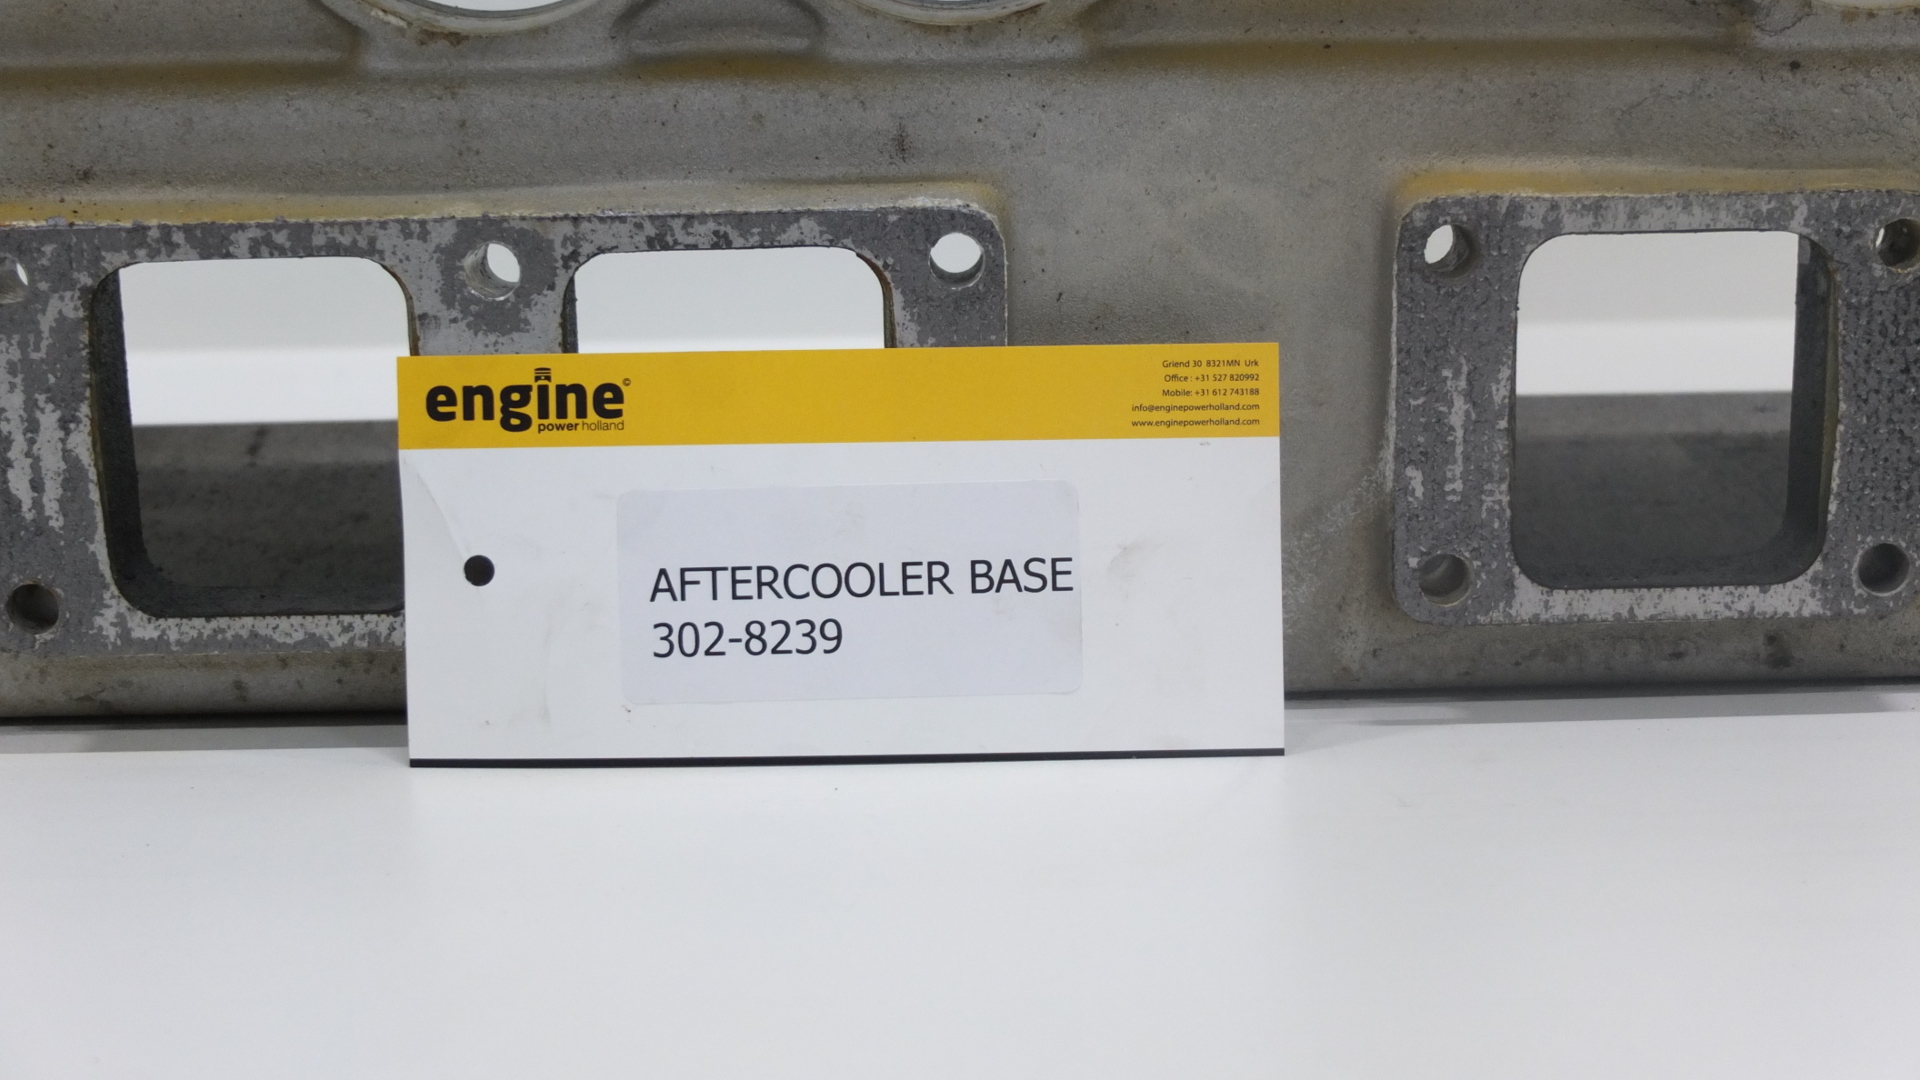 engine©
power holland
Griend 30 8321MN Urk
Office : +31 527 820992
Mobile: +31 612 743188
info@enginepowerholland.com
www.enginepowerholland.com
AFTERCOOLER BASE
302-8239